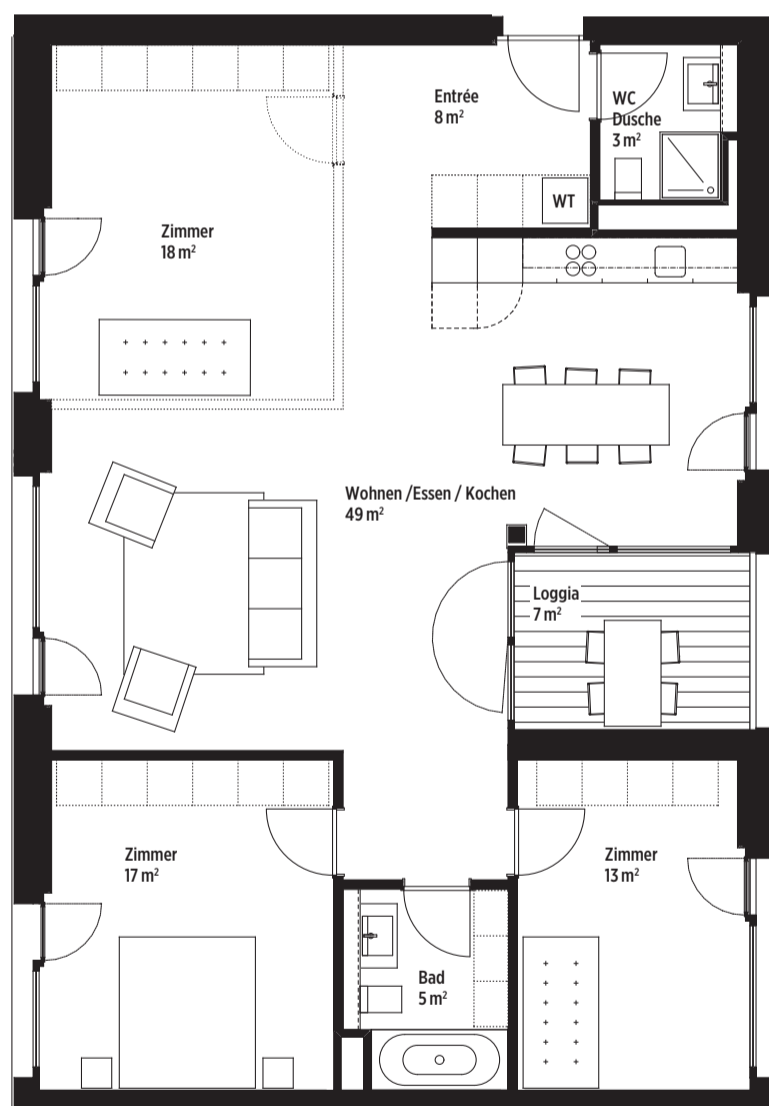 Entrée
8 m²
WC
Dusche
3 m²
WT
Zimmer
18 m²
Wohnen /Essen / Kochen
49 m²
Loggia
7 m²
Zimmer
17 m²
Zimmer
13 m²
Bad
5 m²